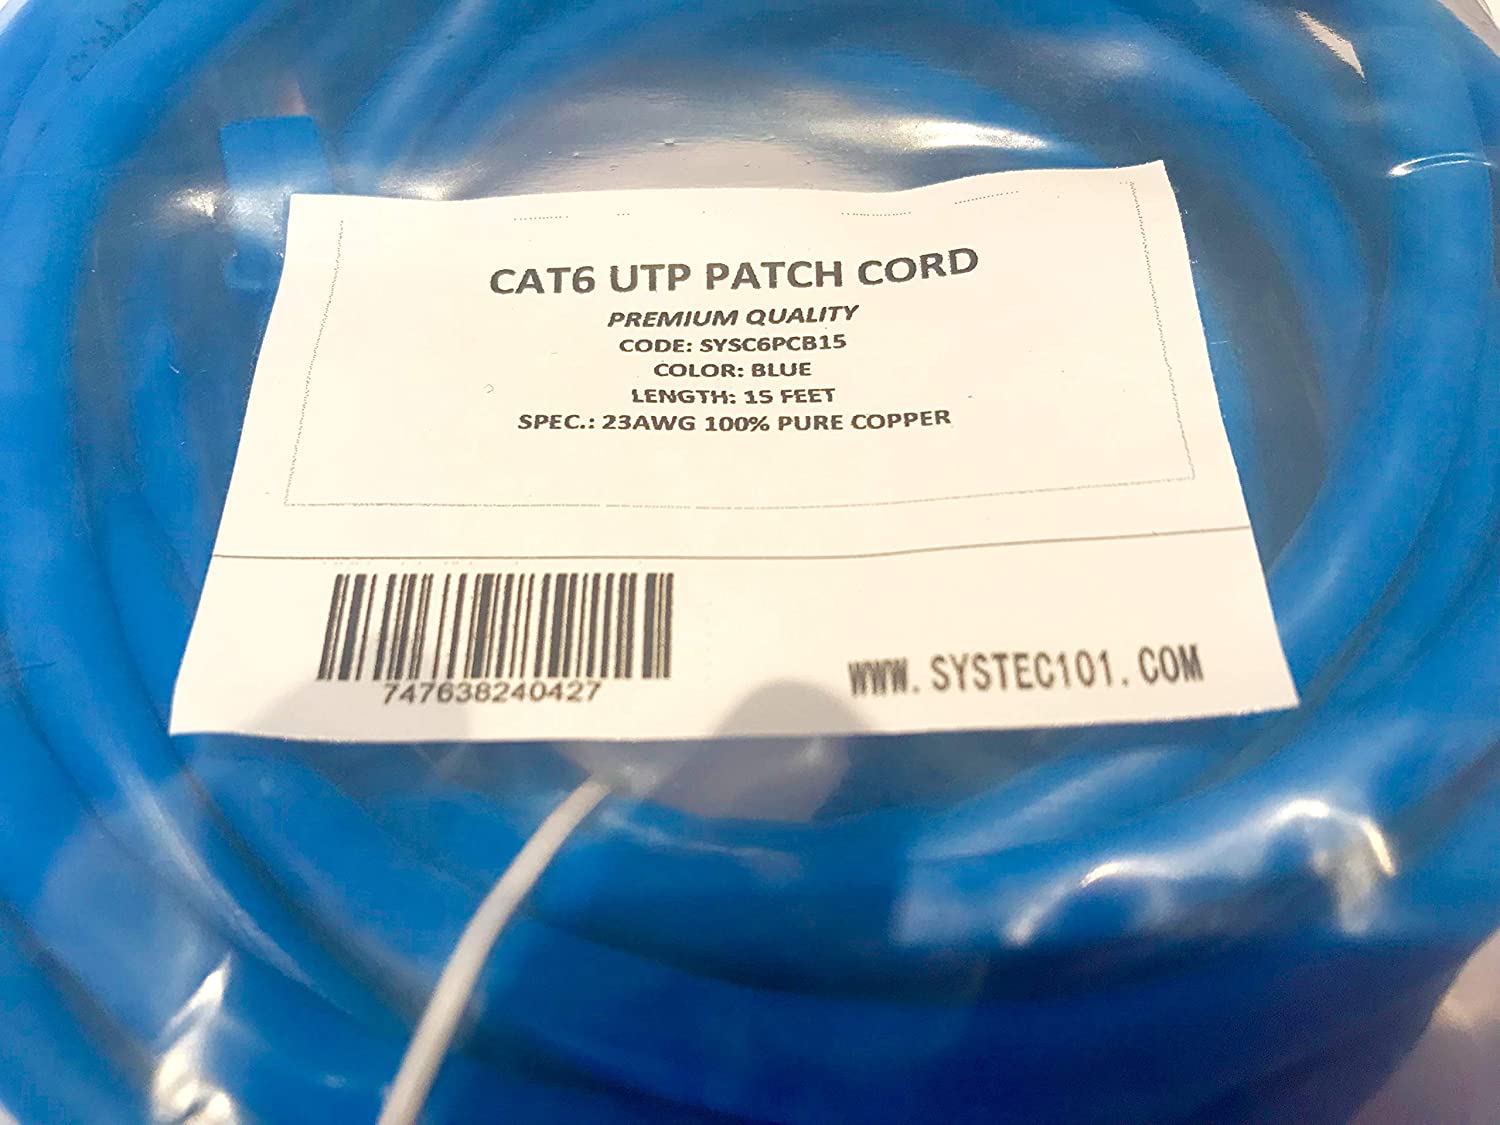 CAT6 UTP PATCH CORD
PREMIUM QUALITY
CODE: SYSC6PCB15
COLOR: BLUE
LENGTH: 15 FEET
SPEC.: 23AWG 100% PURE COPPER
747638240427
WWW.SYSTEC101.COM